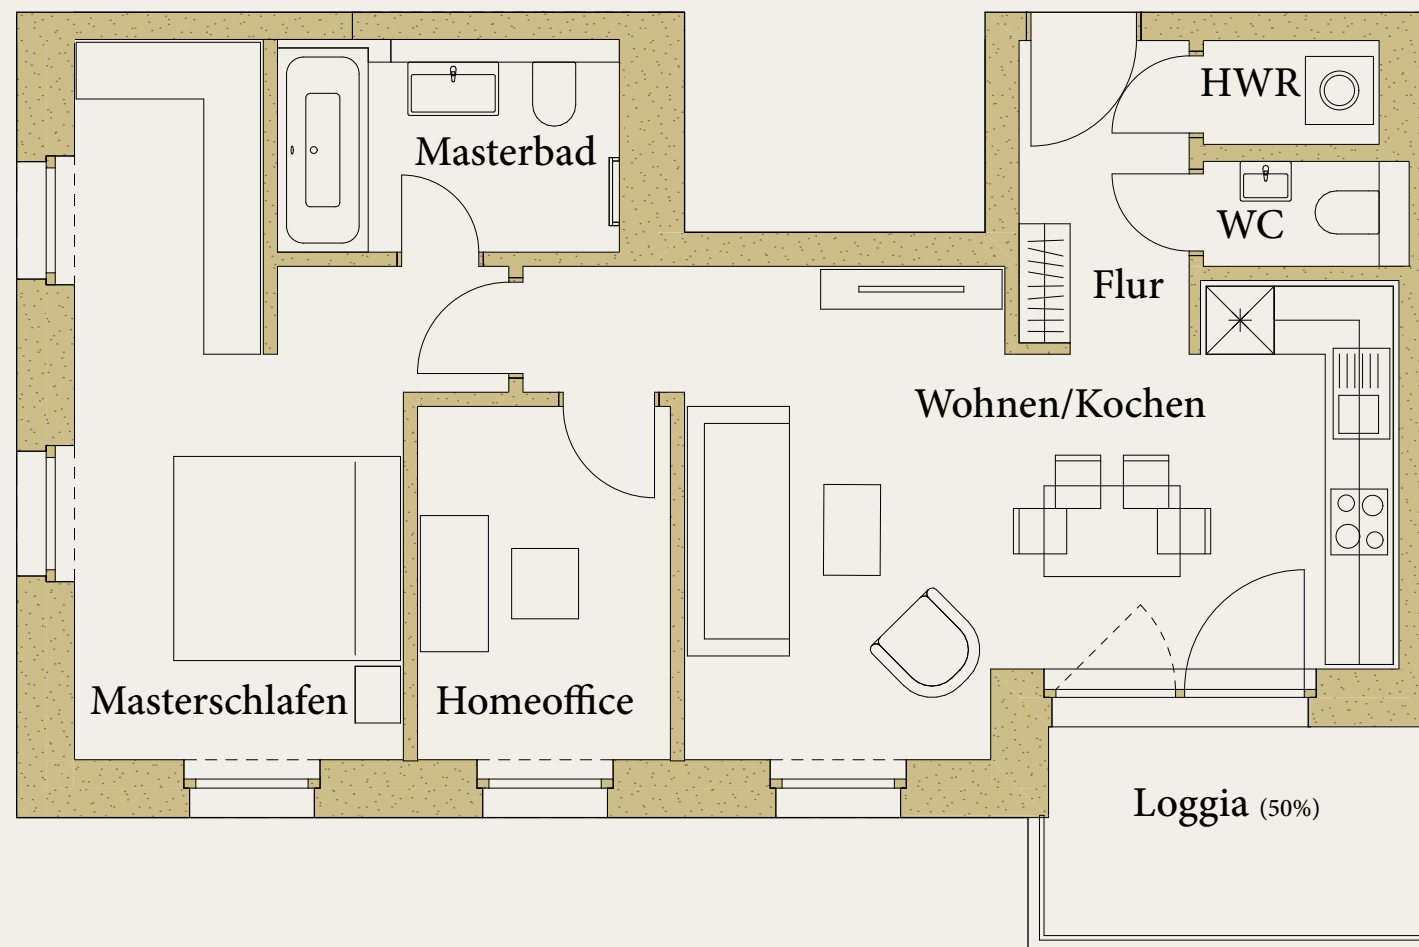 HWR
Masterbad
WC
Flur
Wohnen/Kochen
Masterschlafen
Homeoffice
Loggia (50%)